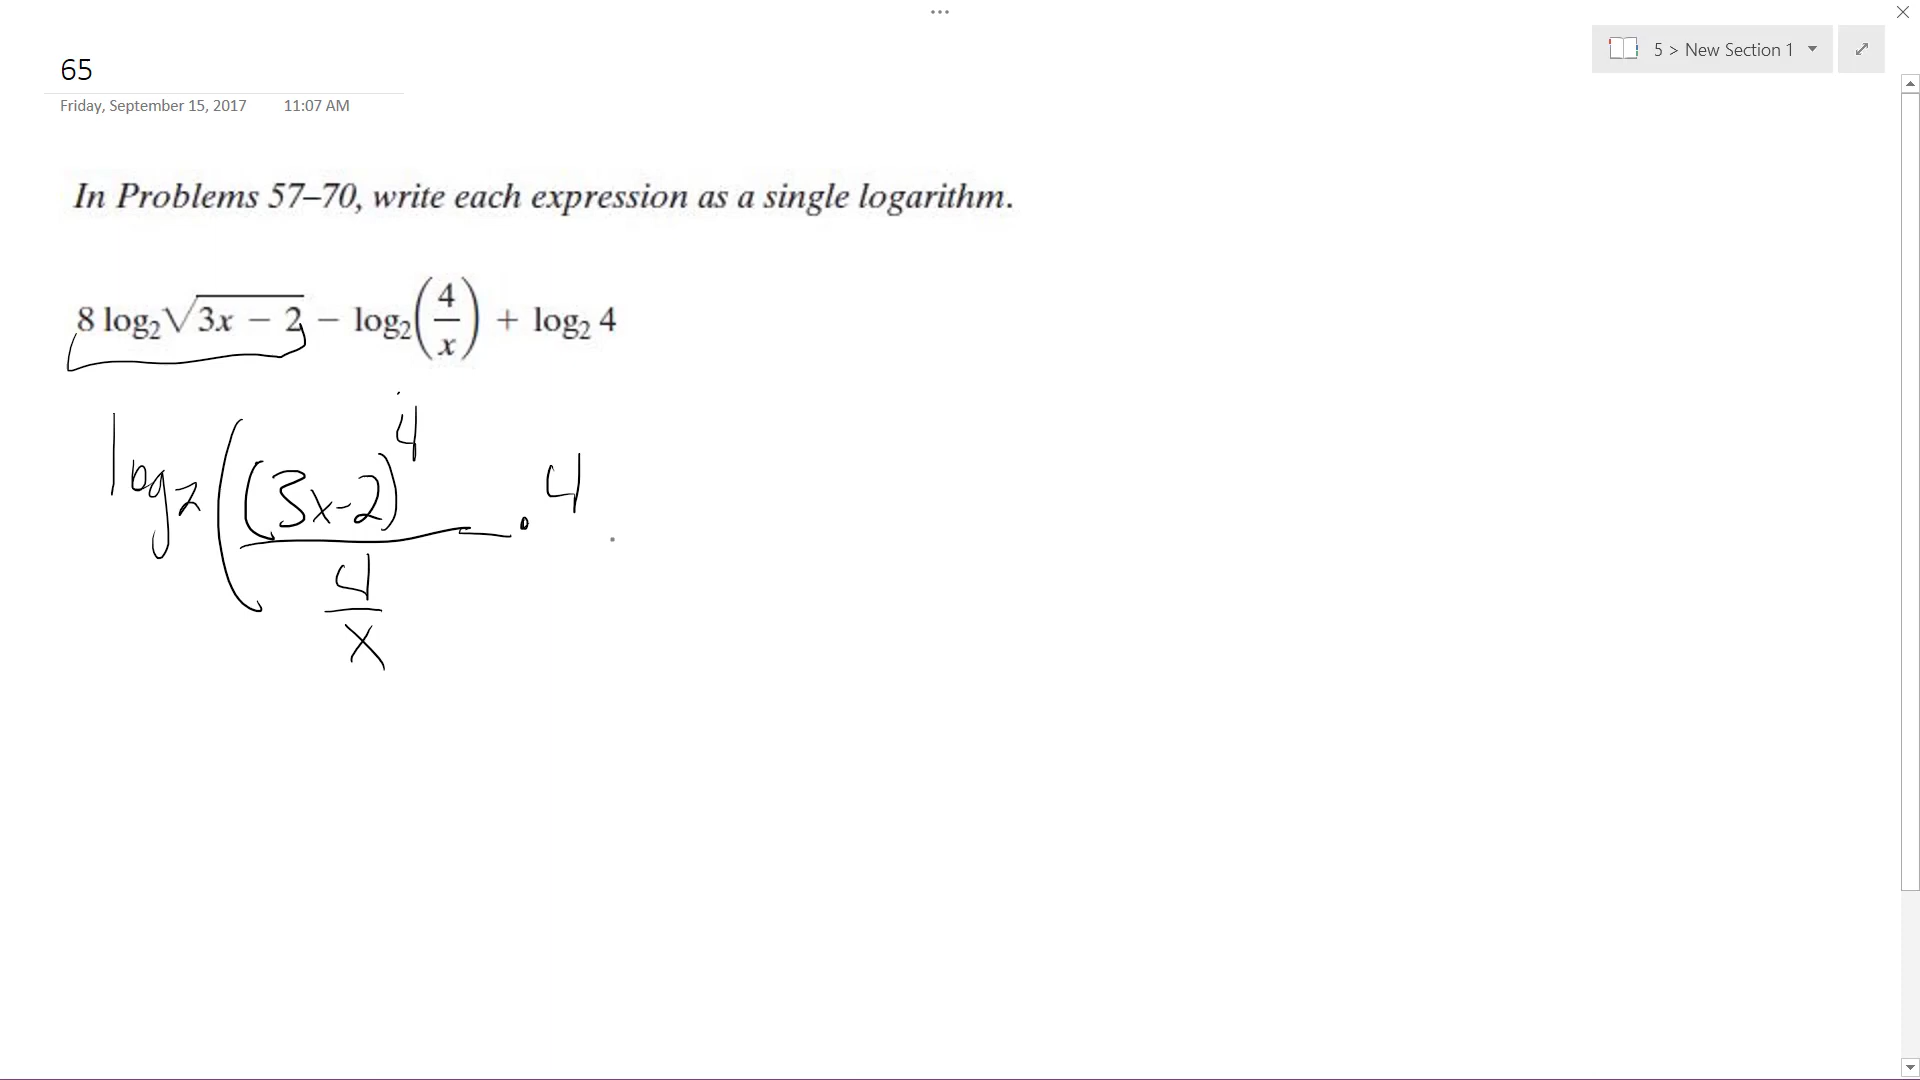 ...
5 > New Section 1
65
Friday, September 15, 2017 11:07 AM
In Problems 57–70, write each expression as a single logarithm.
8 log₂√(3x − 2) − log₂(4/x) + log₂ 4
log₂( (3x-2)⁴ / (4/x) · 4